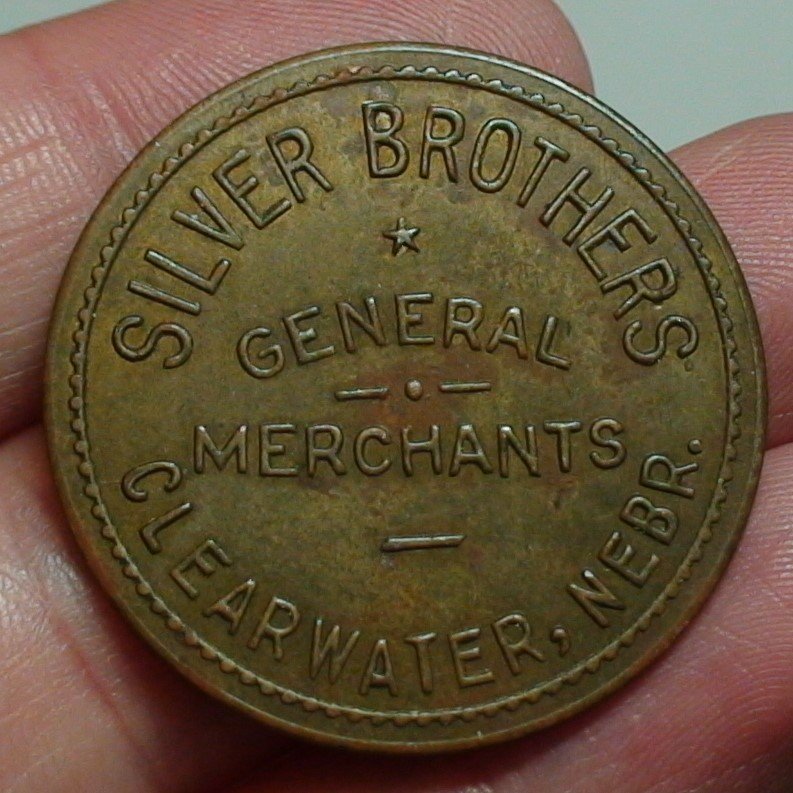 SILVER BROTHERS
GENERAL
MERCHANTS
CLEARWATER, NEBR.